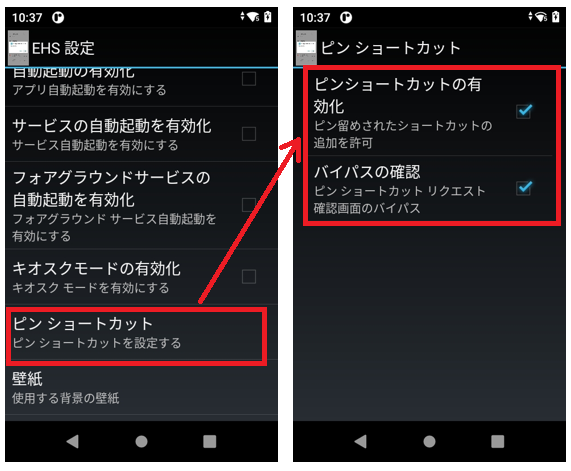 10:37
EHS 設定
自動起動の有効化
アプリ自動起動を有効にする
サービスの自動起動を有効化
サービス自動起動を有効にする
フォアグラウンドサービスの
自動起動を有効化
フォアグラウンド サービス自動起動を
有効にする
キオスクモードの有効化
キオスク モードを有効にする
ピン ショートカット
ピン ショートカットを設定する
壁紙
使用する背景の壁紙
10:37
ピン ショートカット
ピンショートカットの有
効化
ピン留めされたショートカットの
追加を許可
バイパスの確認
ピン ショートカット リクエスト
確認画面のバイパス